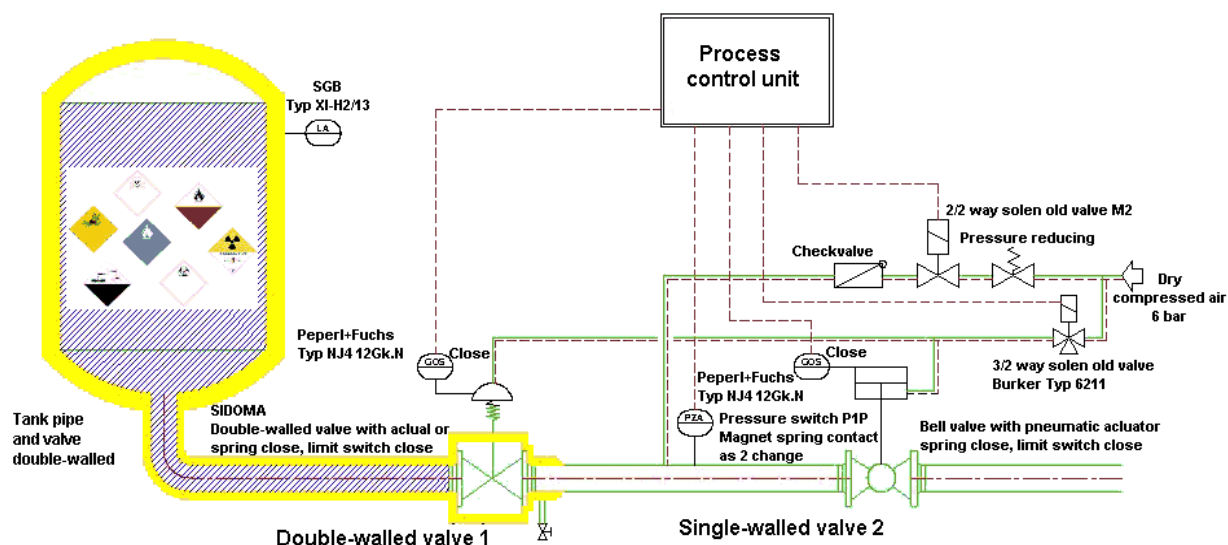 Process
control unit
SGB
Typ XI-H2/13
LA
2/2 way solen old valve M2
Checkvalve
Pressure reducing
Dry
compressed air
6 bar
Peperl+Fuchs
Typ NJ4 12Gk.N
GOS
Close
GOS
Close
3/2 way solen old valve
Burker Typ 6211
Peperl+Fuchs
Typ NJ4 12Gk.N
Tank pipe
and valve
double-walled
SIDOMA
Double-walled valve with aclual or
spring close, limit switch close
PZA
Pressure switch P1P
Magnet spring contact
as 2 change
Bell valve with pneumatic actuator
spring close, limit switch close
Double-walled valve 1
Single-walled valve 2